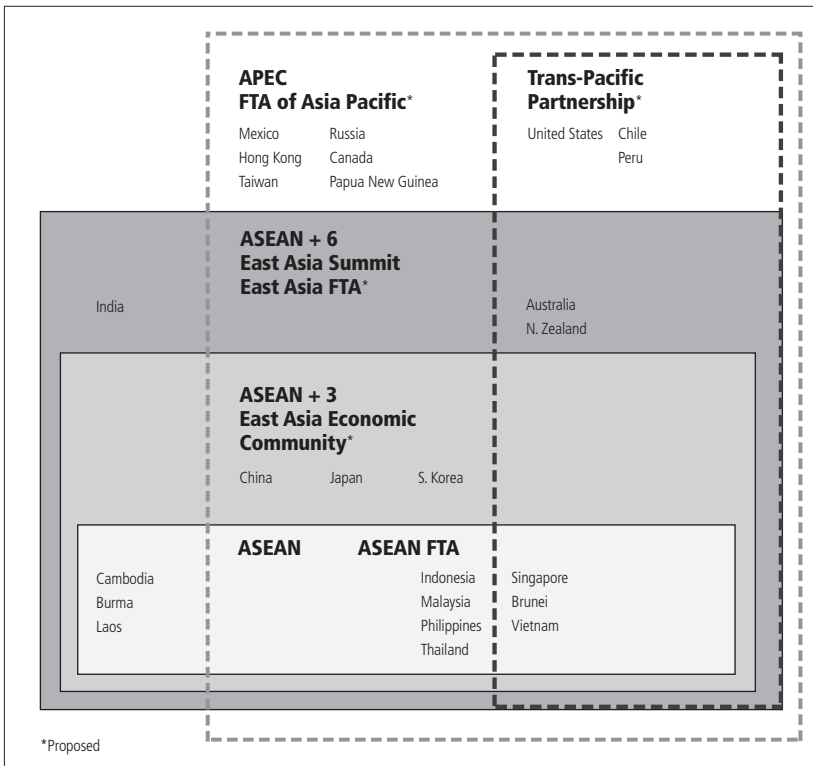 APEC
FTA of Asia Pacific*
Mexico Russia
Hong Kong Canada
Taiwan Papua New Guinea
Trans-Pacific
Partnership*
United States Chile
Peru
ASEAN + 6
East Asia Summit
East Asia FTA*
India
Australia
N. Zealand
ASEAN + 3
East Asia Economic
Community*
China Japan S. Korea
ASEAN ASEAN FTA
Cambodia
Burma
Laos
Indonesia
Malaysia
Philippines
Thailand
Singapore
Brunei
Vietnam
*Proposed